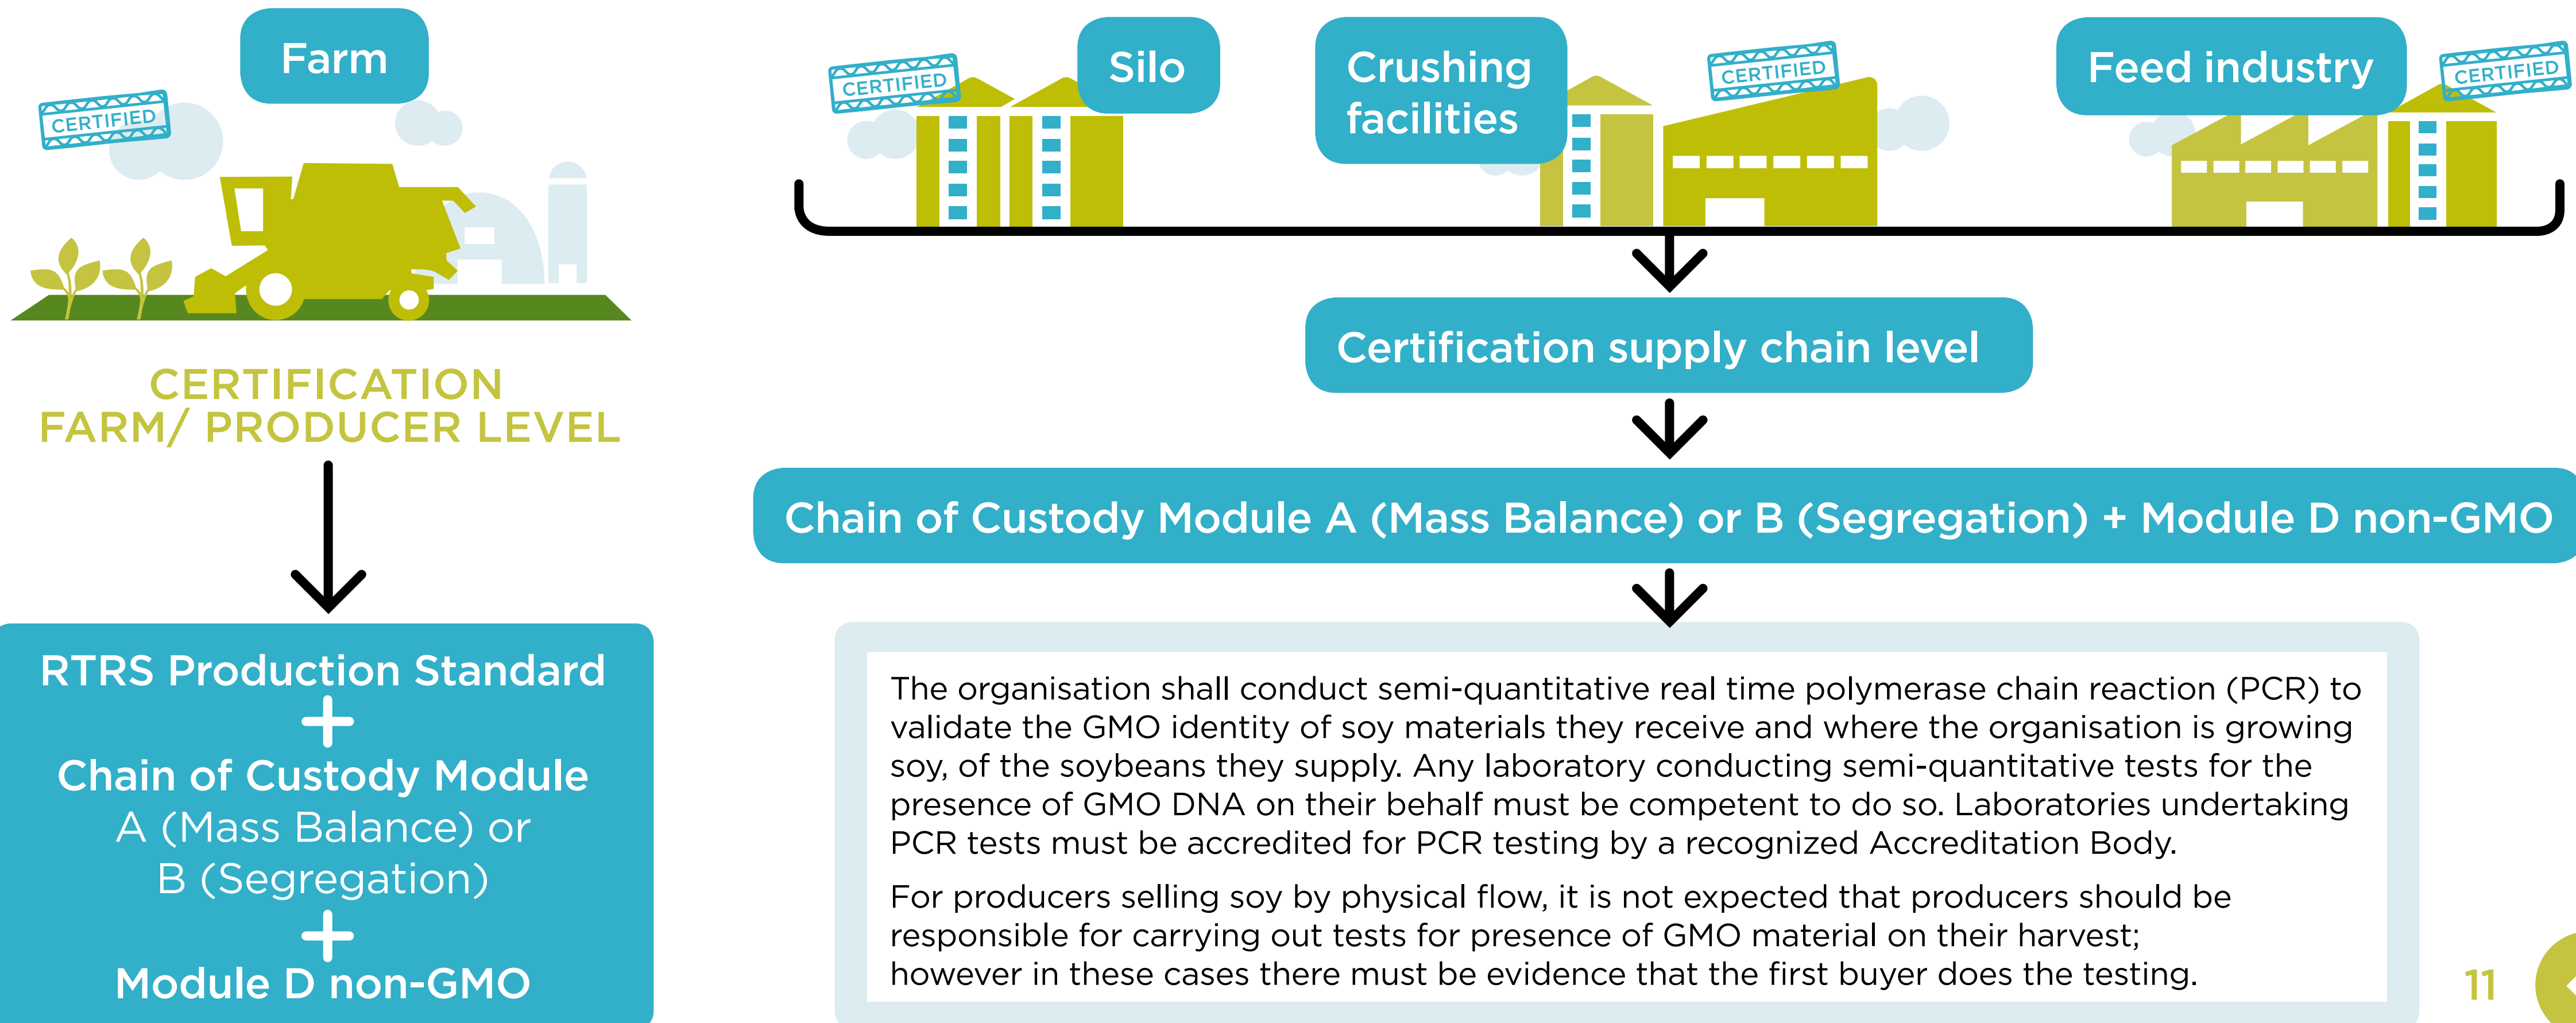 Farm
CERTIFIED
CERTIFICATION
FARM/ PRODUCER LEVEL
RTRS Production Standard
+
Chain of Custody Module
A (Mass Balance) or
B (Segregation)
+
Module D non-GMO
CERTIFIED
Silo
Crushing
facilities
CERTIFIED
Feed industry
CERTIFIED
Certification supply chain level
Chain of Custody Module A (Mass Balance) or B (Segregation) + Module D non-GMO
The organisation shall conduct semi-quantitative real time polymerase chain reaction (PCR) to
validate the GMO identity of soy materials they receive and where the organisation is growing
soy, of the soybeans they supply. Any laboratory conducting semi-quantitative tests for the
presence of GMO DNA on their behalf must be competent to do so. Laboratories undertaking
PCR tests must be accredited for PCR testing by a recognized Accreditation Body.
For producers selling soy by physical flow, it is not expected that producers should be
responsible for carrying out tests for presence of GMO material on their harvest;
however in these cases there must be evidence that the first buyer does the testing.
11